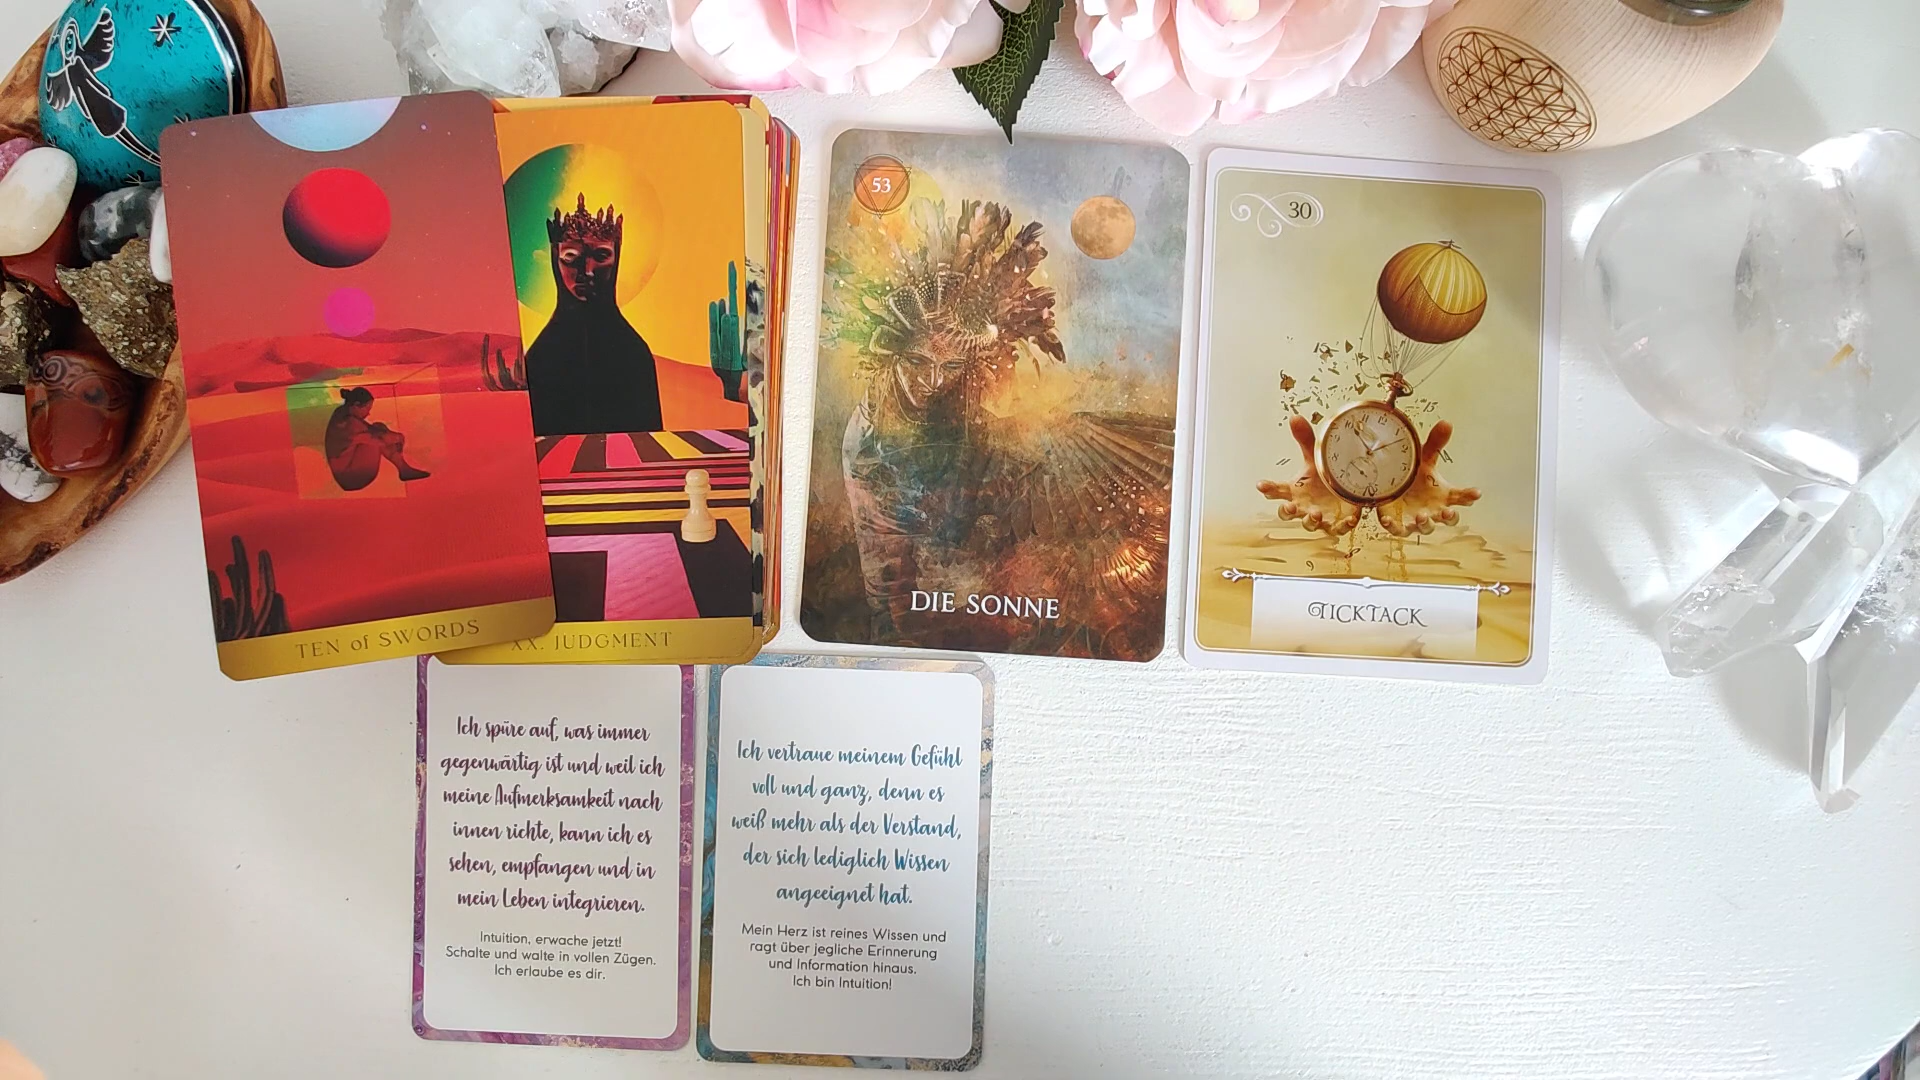 TEN of SWORDS
XX. JUDGMENT
53
DIE SONNE
30
TICKTACK
Ich spüre auf, was immer
gegenwärtig ist und weil ich
meine Aufmerksamkeit nach
innen richte, kann ich es
sehen, empfangen und in
mein Leben integrieren.
Intuition, erwache jetzt!
Schalte und walte in vollen Zügen.
Ich erlaube es dir.
Ich vertraue meinem Gefühl
voll und ganz, denn es
weiß mehr als der Verstand,
der sich lediglich Wissen
angeeignet hat.
Mein Herz ist reines Wissen und
ragt über jegliche Erinnerung
und Information hinaus.
Ich bin Intuition!